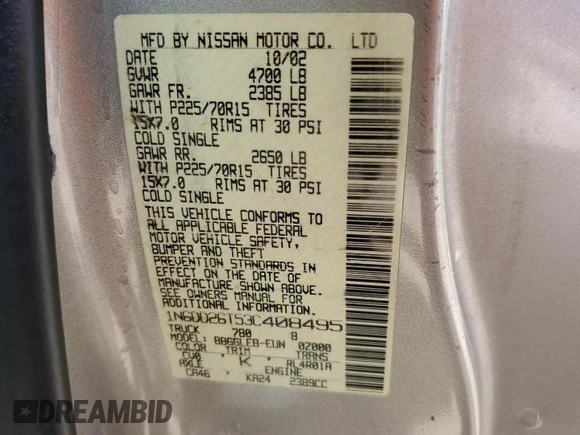 MFD BY NISSAN MOTOR CO. LTD
DATE 10/02
GVWR 4700 LB
GAWR FR. 2385 LB
WITH P225/70R15 TIRES
15X7.0 RIMS AT 30 PSI
COLD SINGLE
GAWR RR. 2650 LB
WITH P225/70R15 TIRES
15X7.0 RIMS AT 30 PSI
COLD SINGLE
THIS VEHICLE CONFORMS TO
ALL APPLICABLE FEDERAL
MOTOR VEHICLE SAFETY,
BUMPER AND THEFT
PREVENTION STANDARDS IN
EFFECT ON THE DATE OF
MANUFACTURE SHOWN ABOVE.
SEE OWNERS MANUAL FOR
ADDITIONAL INFORMATION.
1N6DD26T53C408495
TRUCK 780 8
MODEL: BBGGLEB-EUN 0Z000
COLOR TRIM TRANS
CV0 K RL4R01A
AXLE ENGINE
CA46 KA24 2389CC
DREAMBID